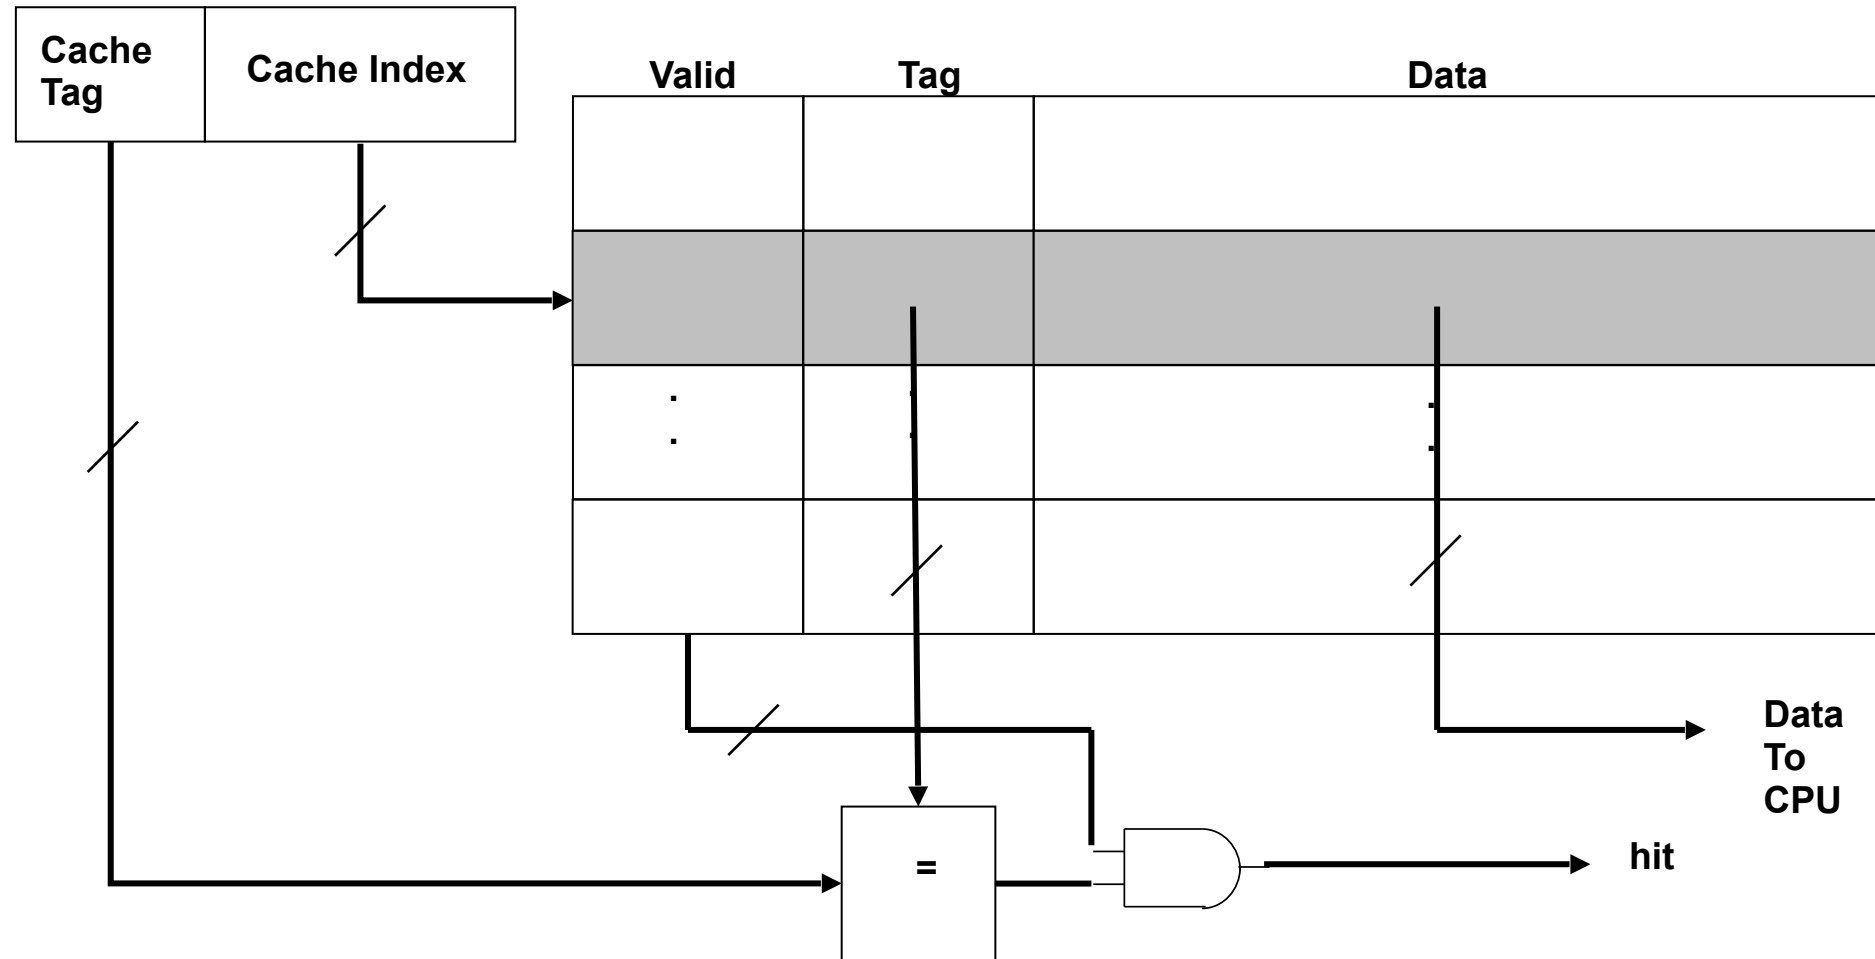 Cache
Tag
Cache Index
Valid
Tag
Data
.
.
.
.
.
.
Data
To
CPU
=
hit